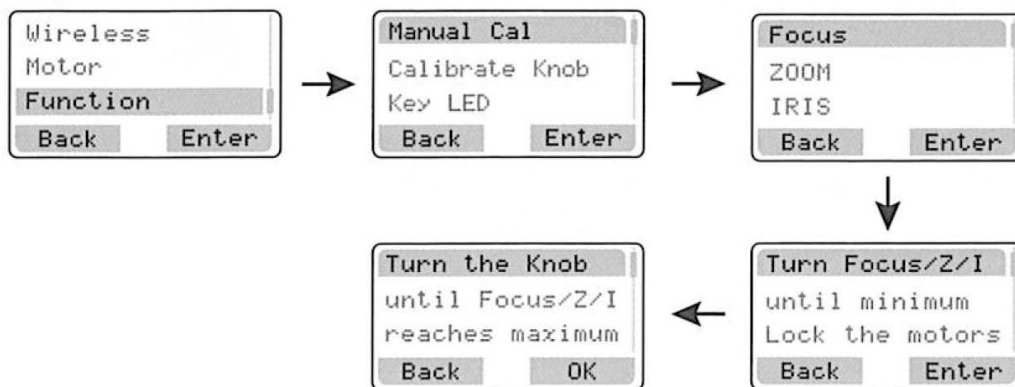 Wireless
Motor
Function
Back Enter
Manual Cal
Calibrate Knob
Key LED
Back Enter
Focus
ZOOM
IRIS
Back Enter
Turn Focus/Z/I
until minimum
Lock the motors
Back Enter
Turn the Knob
until Focus/Z/I
reaches maximum
Back OK